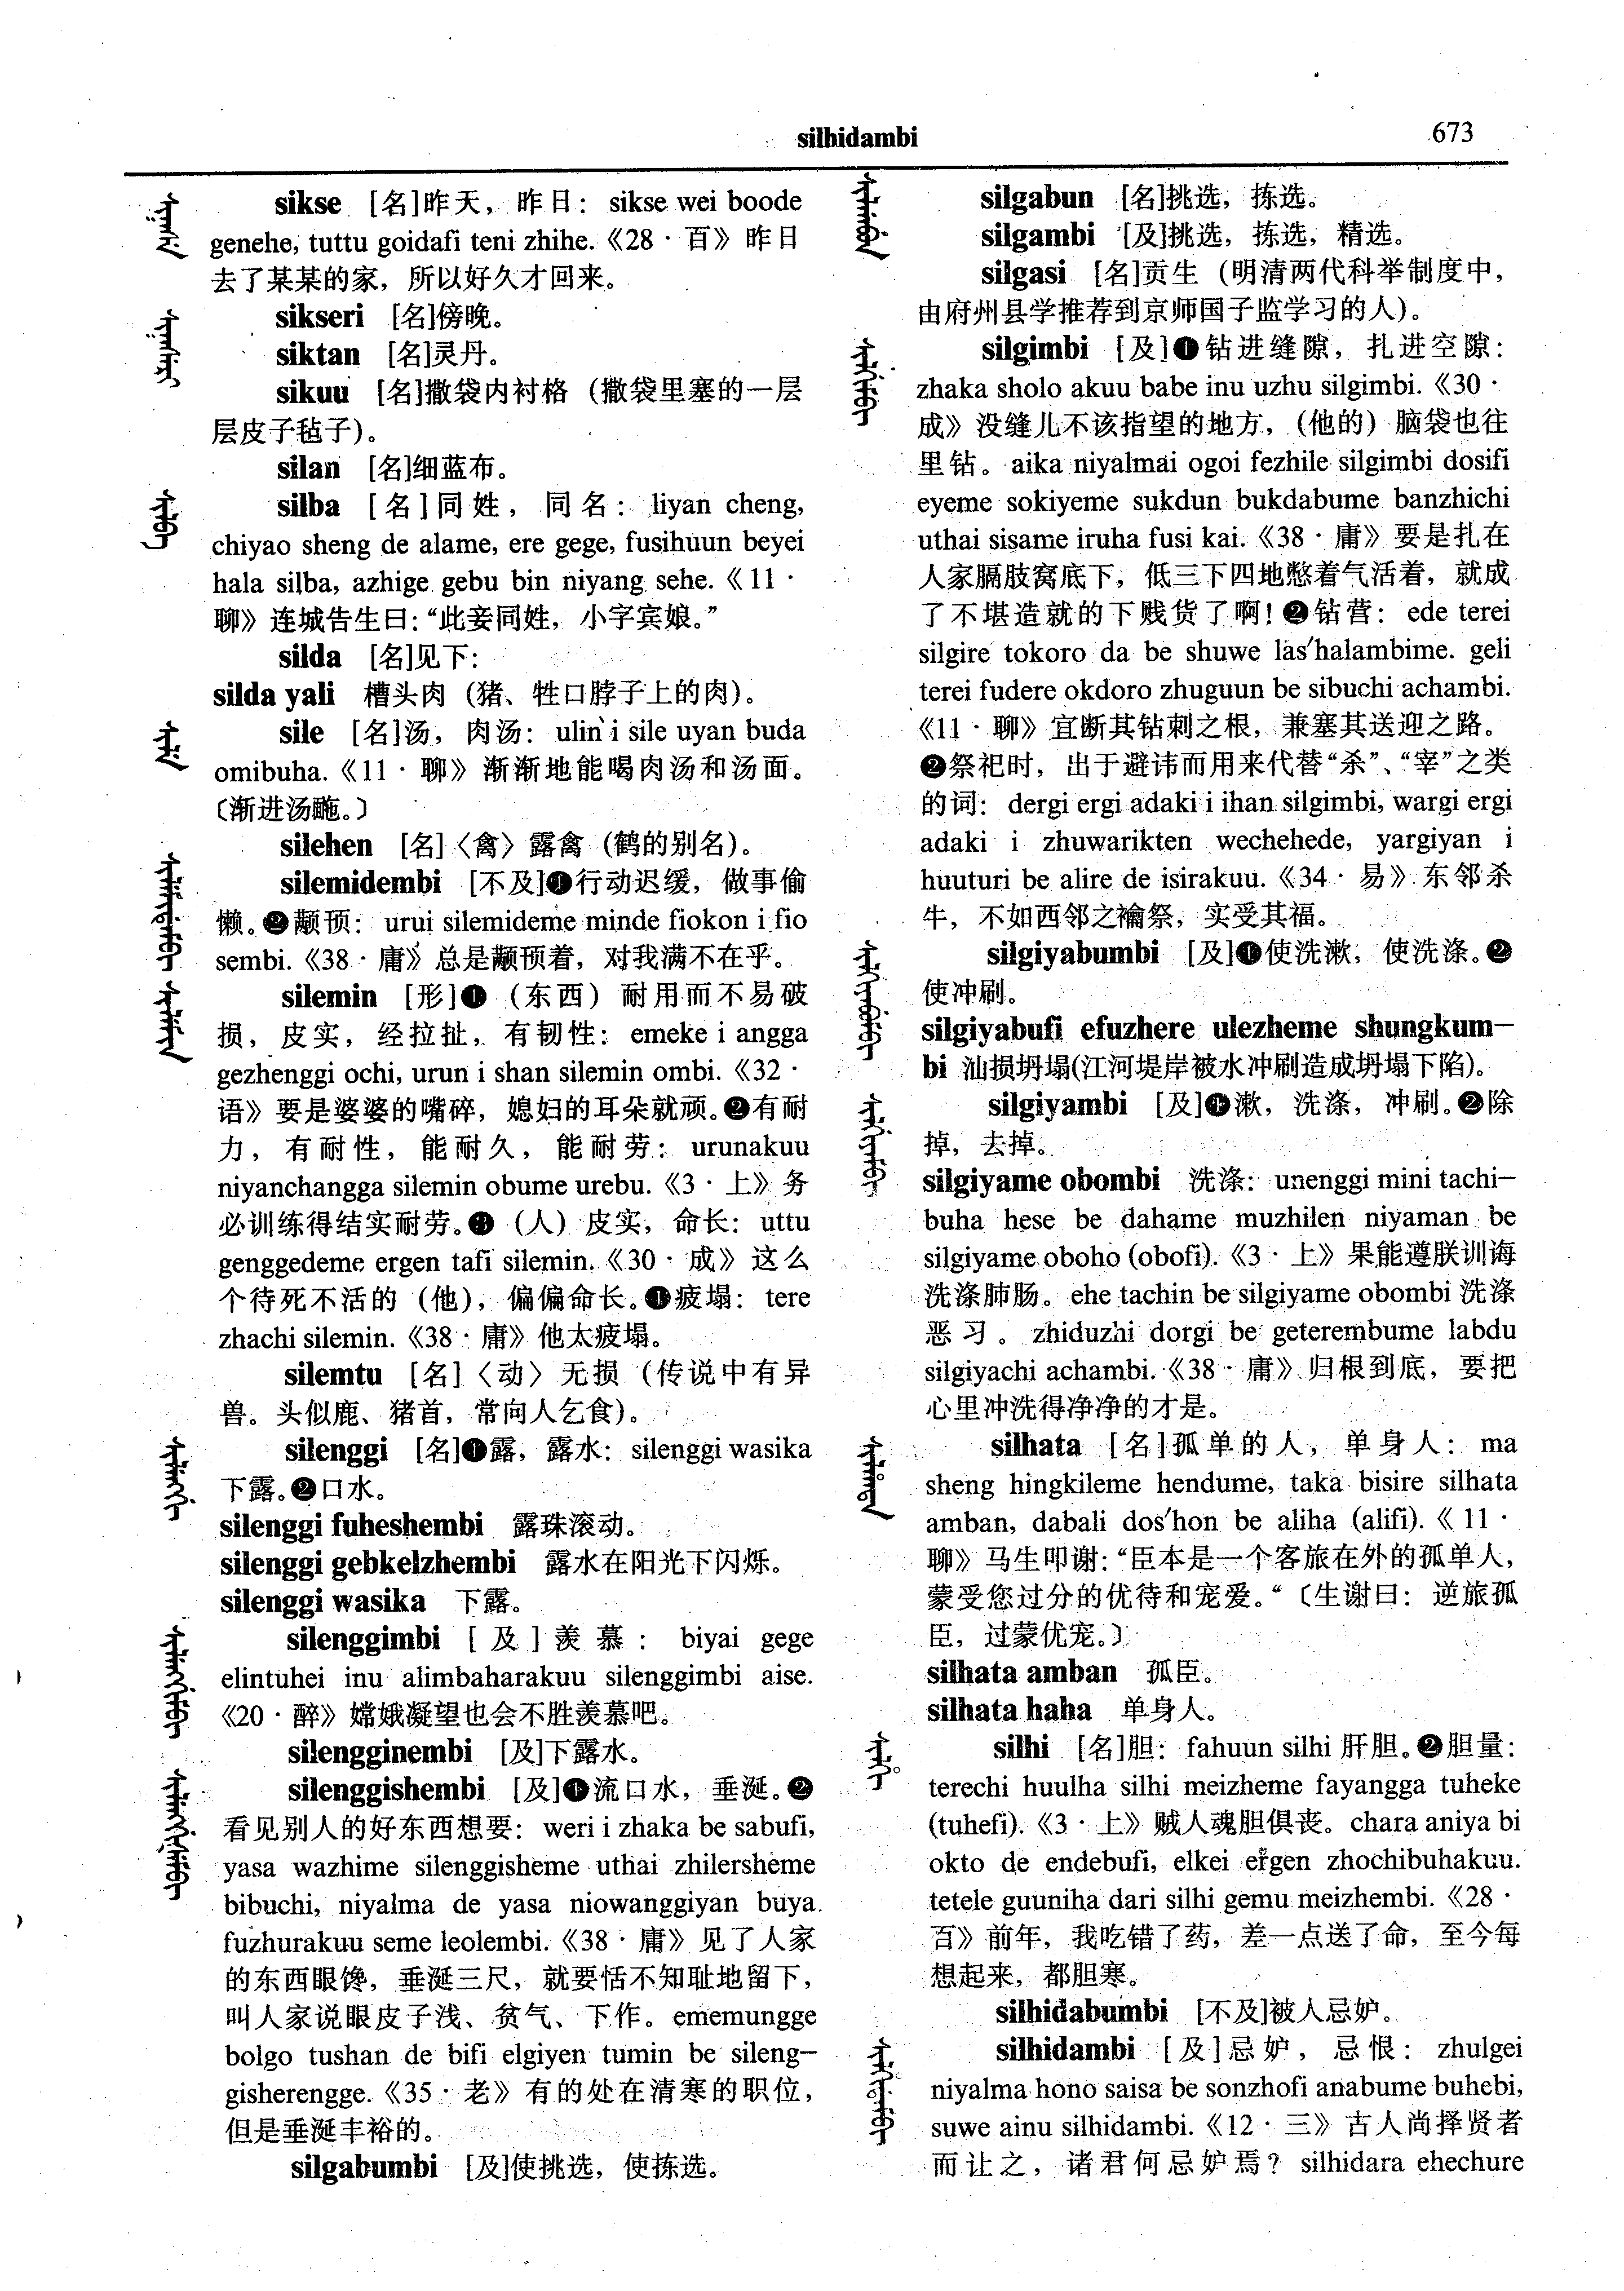 silhidambi
673
sikse [名]昨天，昨日：sikse wei boode
genehe, tuttu goidafi teni zhihe.《28·百》昨日
去了某某的家，所以好久才回来。
sikseri [名]傍晚。
siktan [名]灵丹。
sikuu [名]撒袋内衬格（撒袋里塞的一层
层皮子毡子）。
silan [名]细蓝布。
silba [名]同姓，同名：liyan cheng,
chiyao sheng de alame, ere gege, fusihuun beyei
hala silba, azhige gebu bin niyang sehe.《11·
聊》连城告生曰：“此妾同姓，小字宾娘。”
silda [名]见下：
silda yali 槽头肉（猪、牲口脖子上的肉）。
sile [名]汤，肉汤：ulin i sile uyan buda
omibuha.《11·聊》渐渐地能喝肉汤和汤面。
〔渐进汤酏。〕
silehen [名]〈禽〉露禽（鹤的别名）。
silemidembi [不及]❶行动迟缓，做事偷
懒。❷颟顸：urui silemideme minde fiokon i fio
sembi.《38·庸》总是颟顸着，对我满不在乎。
silemin [形]❶（东西）耐用而不易破
损，皮实，经拉扯，有韧性：emeke i angga
gezhenggi ochi, urun i shan silemin ombi.《32·
语》要是婆婆的嘴碎，媳妇的耳朵就顽。❷有耐
力，有耐性，能耐久，能耐劳：urunakuu
niyanchangga silemin obume urebu.《3·上》务
必训练得结实耐劳。❸（人）皮实，命长：uttu
genggedeme ergen tafi silemin.《30·成》这么
个待死不活的（他），偏偏命长。❹疲塌：tere
zhachi silemin.《38·庸》他太疲塌。
silemtu [名]〈动〉无损（传说中有异
兽。头似鹿、猪首，常向人乞食）。
silenggi [名]❶露，露水：silenggi wasika
下露。❷口水。
silenggi fuheshembi 露珠滚动。
silenggi gebkelzhembi 露水在阳光下闪烁。
silenggi wasika 下露。
silenggimbi [及]羡慕：biyai gege
elintuhei inu alimbaharakuu silenggimbi aise.
《20·醉》嫦娥凝望也会不胜羡慕吧。
silengginembi [及]下露水。
silenggishembi [及]❶流口水，垂涎。❷
看见别人的好东西想要：weri i zhaka be sabufi,
yasa wazhime silenggisheme uthai zhilersheme
bibuchi, niyalma de yasa niowanggiyan buya
fuzhurakuu seme leolembi.《38·庸》见了人家
的东西眼馋，垂涎三尺，就要恬不知耻地留下，
叫人家说眼皮子浅、贫气、下作。ememungge
bolgo tushan de bifi elgiyen tumin be sileng-
gisherengge.《35·老》有的处在清寒的职位，
但是垂涎丰裕的。
silgabumbi [及]使挑选，使拣选。
silgabun [名]挑选，拣选。
silgambi [及]挑选，拣选，精选。
silgasi [名]贡生（明清两代科举制度中，
由府州县学推荐到京师国子监学习的人）。
silgimbi [及]❶钻进缝隙，扎进空隙：
zhaka sholo akuu babe inu uzhu silgimbi.《30·
成》没缝儿不该指望的地方，（他的）脑袋也往
里钻。aika niyalmai ogoi fezhile silgimbi dosifi
eyeme sokiyeme sukdun bukdabume banzhichi
uthai sisame iruha fusi kai.《38·庸》要是扎在
人家膈肢窝底下，低三下四地憋着气活着，就成
了不堪造就的下贱货了啊！❷钻营：ede terei
silgire tokoro da be shuwe las'halambime. geli
terei fudere okdoro zhuguun be sibuchi achambi.
《11·聊》宜断其钻刺之根，兼塞其送迎之路。
❷祭祀时，出于避讳而用来代替“杀”、“宰”之类
的词：dergi ergi adaki i ihan silgimbi, wargi ergi
adaki i zhuwarikten wechehede, yargiyan i
huuturi be alire de isirakuu.《34·易》东邻杀
牛，不如西邻之禴祭，实受其福。
silgiyabumbi [及]❶使洗漱，使洗涤。❷
使冲刷。
silgiyabufi efuzhere ulezheme shungkum-
bi 汕损坍塌(江河堤岸被水冲刷造成坍塌下陷)。
silgiyambi [及]❶漱，洗涤，冲刷。❷除
掉，去掉。
silgiyame obombi 洗涤：unenggi mini tachi-
buha hese be dahame muzhilen niyaman be
silgiyame oboho (obofi).《3·上》果能遵朕训诲
洗涤肺肠。ehe tachin be silgiyame obombi 洗涤
恶习。zhiduzhi dorgi be geterembume labdu
silgiyachi achambi.《38·庸》归根到底，要把
心里冲洗得净净的才是。
silhata [名]孤单的人，单身人：ma
sheng hingkileme hendume, taka bisire silhata
amban, dabali dos'hon be aliha (alifi).《11·
聊》马生叩谢：“臣本是一个客旅在外的孤单人，
蒙受您过分的优待和宠爱。“〔生谢曰：逆旅孤
臣，过蒙优宠。〕
silhata amban 孤臣。
silhata haha 单身人。
silhi [名]胆：fahuun silhi 肝胆。❷胆量：
terechi huulha silhi meizheme fayangga tuheke
(tuhefi).《3·上》贼人魂胆俱丧。chara aniya bi
okto de endebufi, elkei ergen zhochibuhakuu.
tetele guuniha dari silhi gemu meizhembi.《28·
百》前年，我吃错了药，差一点送了命，至今每
想起来，都胆寒。
silhidabumbi [不及]被人忌妒。
silhidambi [及]忌妒，忌恨：zhulgei
niyalma hono saisa be sonzhofi anabume buhebi,
suwe ainu silhidambi.《12·三》古人尚择贤者
而让之，诸君何忌妒焉？silhidara ehechure